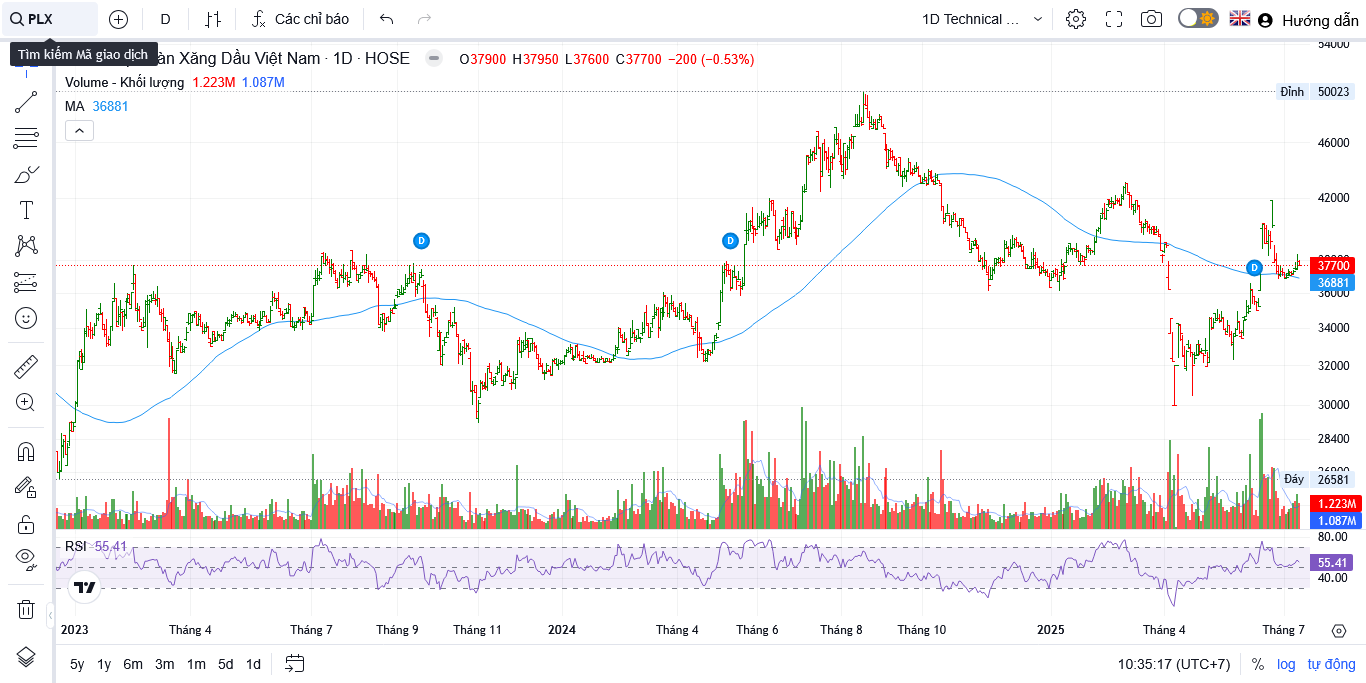 PLX D Các chỉ báo 1D Technical ... Hướng dẫn
Tìm kiếm Mã giao dịch
àn Xăng Dầu Việt Nam · 1D · HOSE O37900 H37950 L37600 C37700 −200 (−0.53%)
Volume - Khối lượng 1.223M 1.087M
MA 36881
54000
Đỉnh 50023
46000
42000
D D
D
37700
36881
36000
34000
32000
30000
28400
26800
Đáy 26581
1.223M
1.087M
80.00
RSI 55.41
55.41
40.00
2023 Tháng 4 Tháng 7 Tháng 9 Tháng 11 2024 Tháng 4 Tháng 6 Tháng 8 Tháng 10 2025 Tháng 4 Tháng 7
5y 1y 6m 3m 1m 5d 1d 10:35:17 (UTC+7) % log tự động